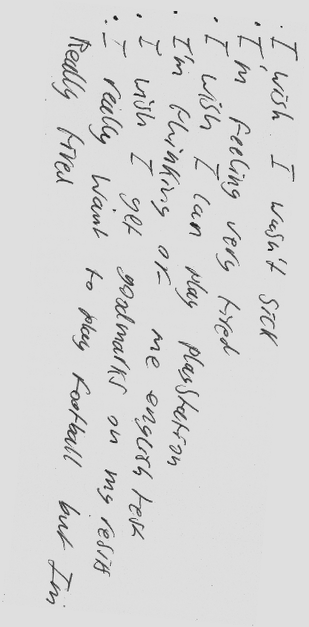 • I wish I wasn't sick
• I'm feeling very tired
• I wish I can play playstation
• I'm thinking of me english test
• I wish I get goodmarks on my resits
• I really want to play football but I'm
Really tired